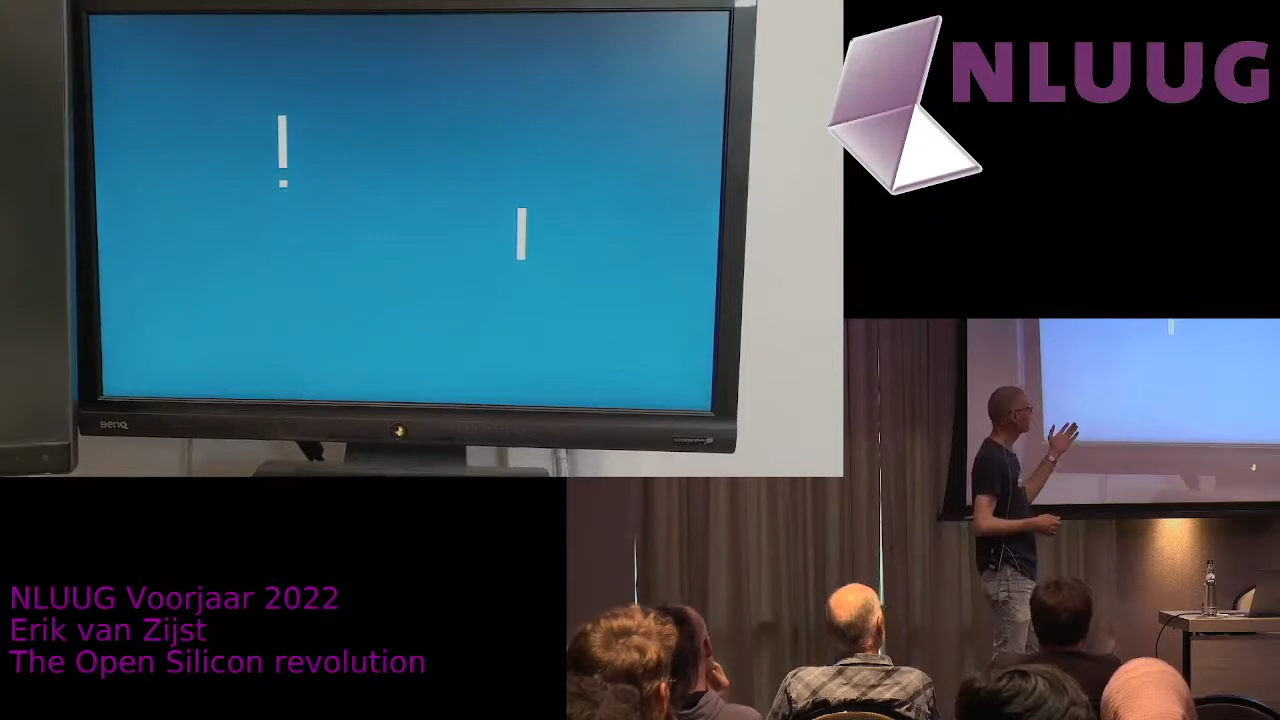 NLUUG
BenQ
NLUUG Voorjaar 2022
Erik van Zijst
The Open Silicon revolution